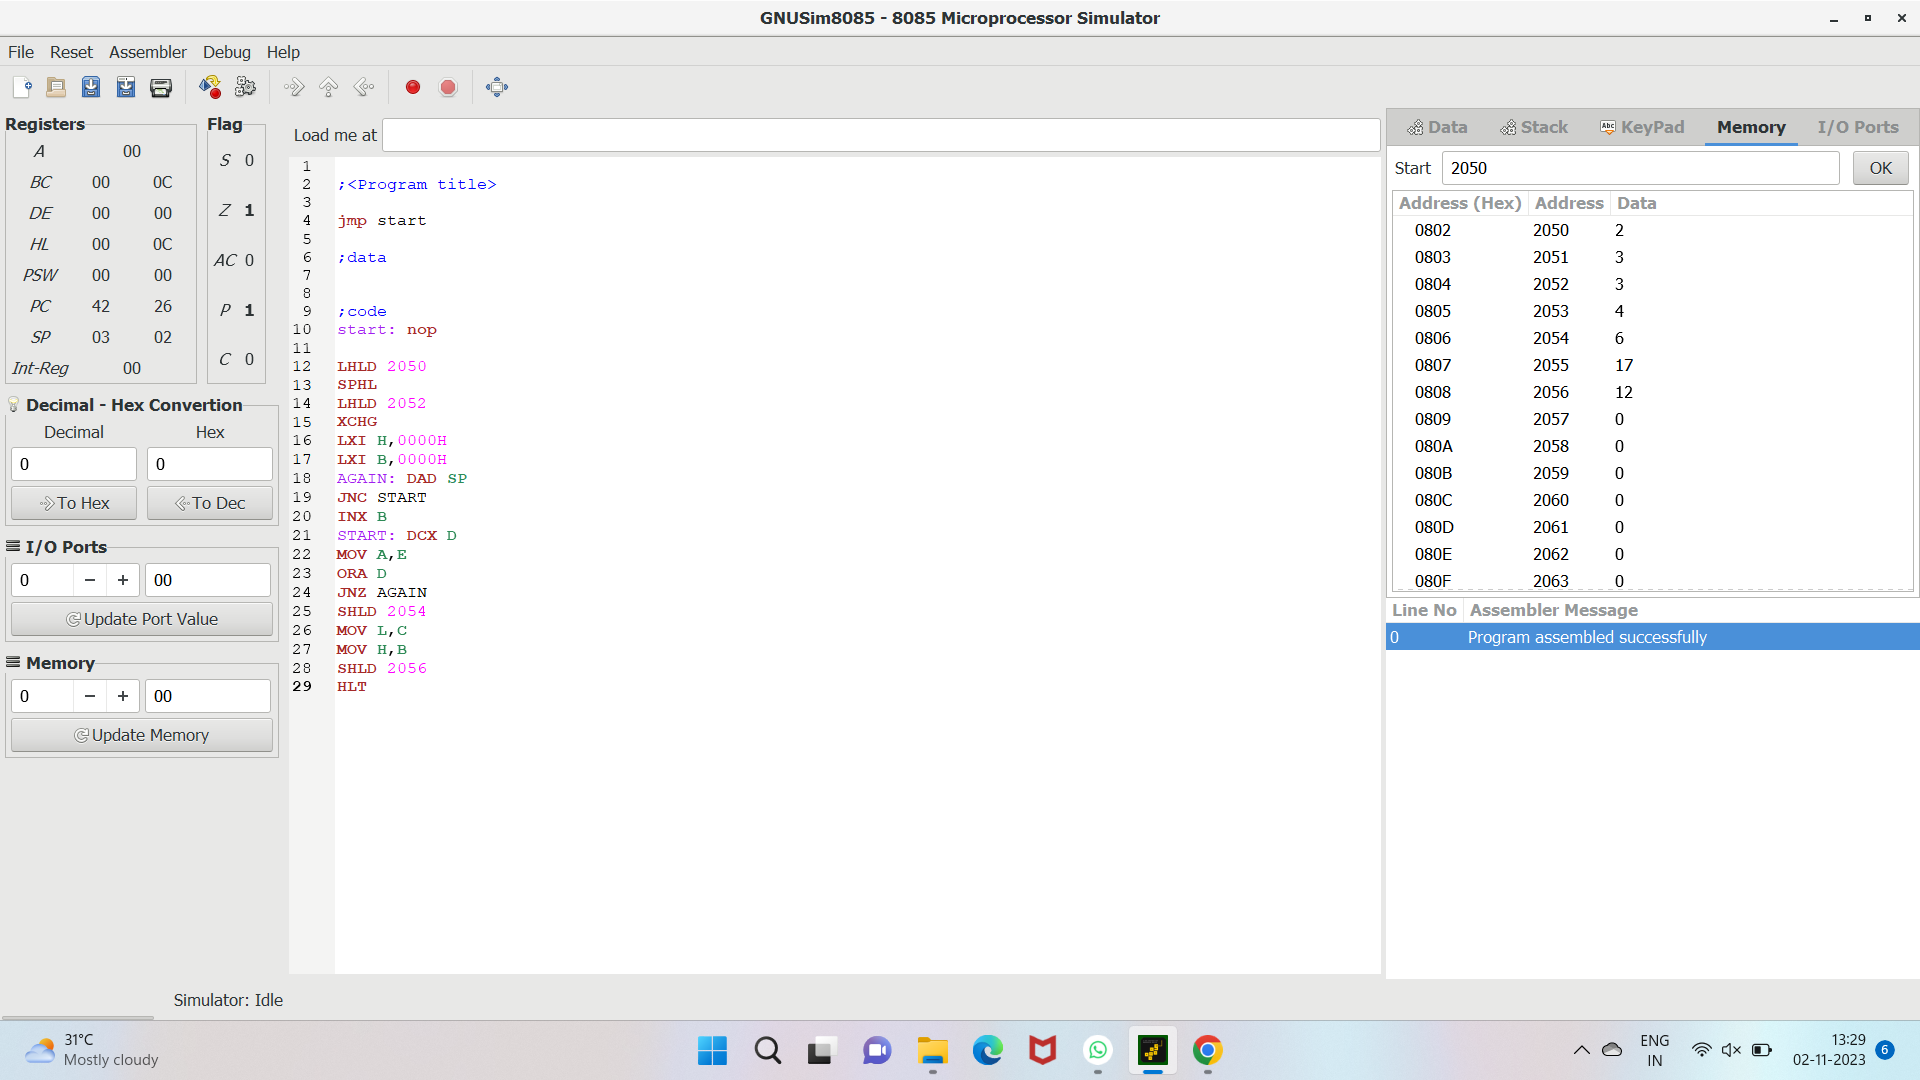 GNUSim8085 - 8085 Microprocessor Simulator
File Reset Assembler Debug Help
Registers
A 00
BC 00 0C
DE 00 00
HL 00 0C
PSW 00 00
PC 42 26
SP 03 02
Int-Reg 00
Flag
S 0
Z 1
AC 0
P 1
C 0
Decimal - Hex Convertion
Decimal Hex
0 0
To Hex To Dec
I/O Ports
0 − + 00
Update Port Value
Memory
0 − + 00
Update Memory
Load me at
1
2 ;<Program title>
3
4 jmp start
5
6 ;data
7
8
9 ;code
10 start: nop
11
12 LHLD 2050
13 SPHL
14 LHLD 2052
15 XCHG
16 LXI H,0000H
17 LXI B,0000H
18 AGAIN: DAD SP
19 JNC START
20 INX B
21 START: DCX D
22 MOV A,E
23 ORA D
24 JNZ AGAIN
25 SHLD 2054
26 MOV L,C
27 MOV H,B
28 SHLD 2056
29 HLT
Data Stack Abc KeyPad Memory I/O Ports
Start 2050 OK
Address (Hex) Address Data
0802 2050 2
0803 2051 3
0804 2052 3
0805 2053 4
0806 2054 6
0807 2055 17
0808 2056 12
0809 2057 0
080A 2058 0
080B 2059 0
080C 2060 0
080D 2061 0
080E 2062 0
080F 2063 0
Line No Assembler Message
0 Program assembled successfully
Simulator: Idle
31°C
Mostly cloudy
ENG
IN
13:29
02-11-2023
6